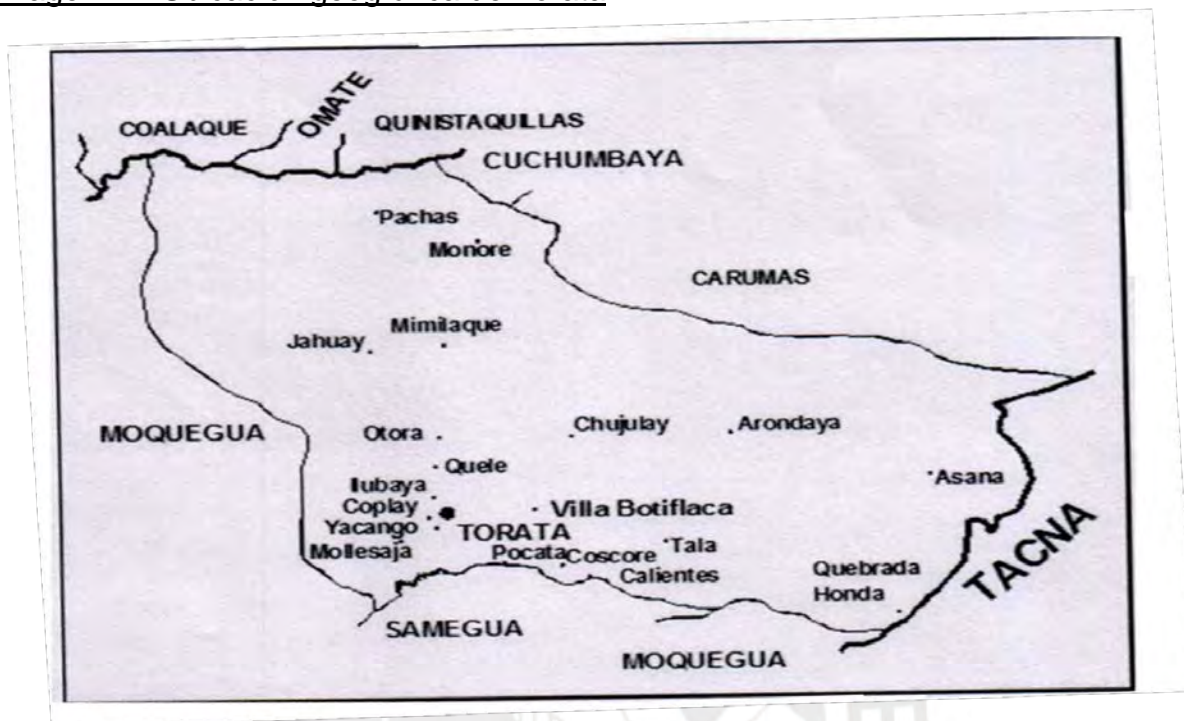 COALAQUE
OMATE
QUINISTAQUILLAS
CUCHUMBAYA
Pachas
Moniore
CARUMAS
Mimilaque
Jahuay
MOQUEGUA
Otora
Chujulay
Arondaya
Quele
Asana
Ilubaya
Coplay
Villa Botiflaca
Yacango
TORATA
Mollesaja
Pocata
Coscore
Tala
Calientes
Quebrada
Honda
TACNA
SAMEGUA
MOQUEGUA